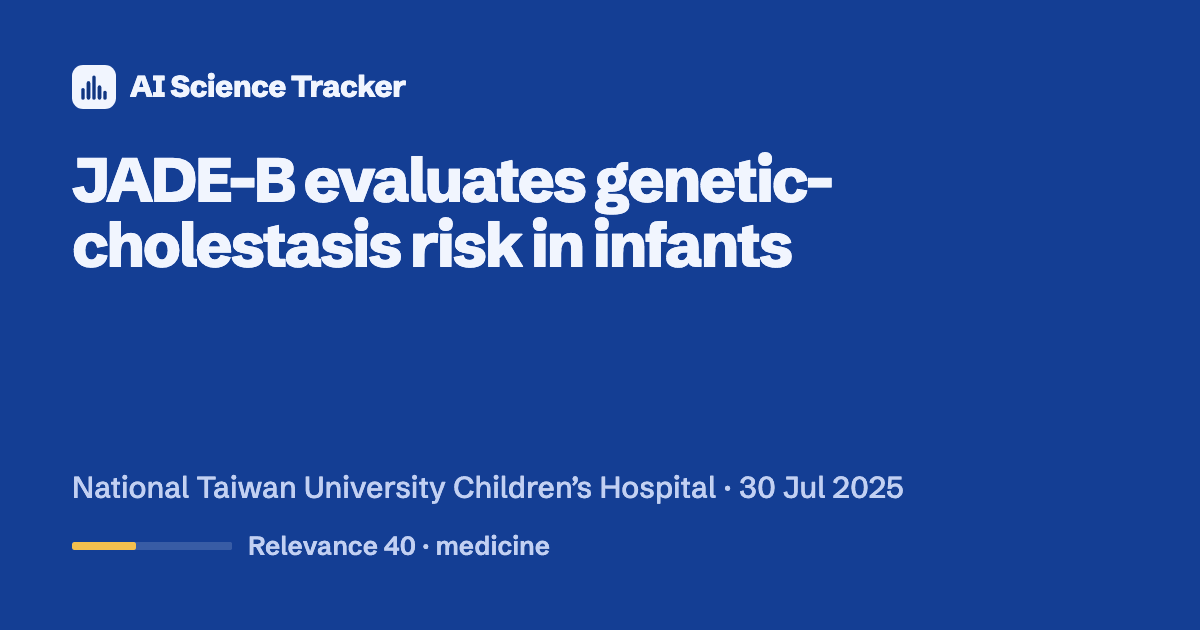 AI Science Tracker
JADE-B evaluates genetic-
cholestasis risk in infants
National Taiwan University Children’s Hospital · 30 Jul 2025
Relevance 40 · medicine